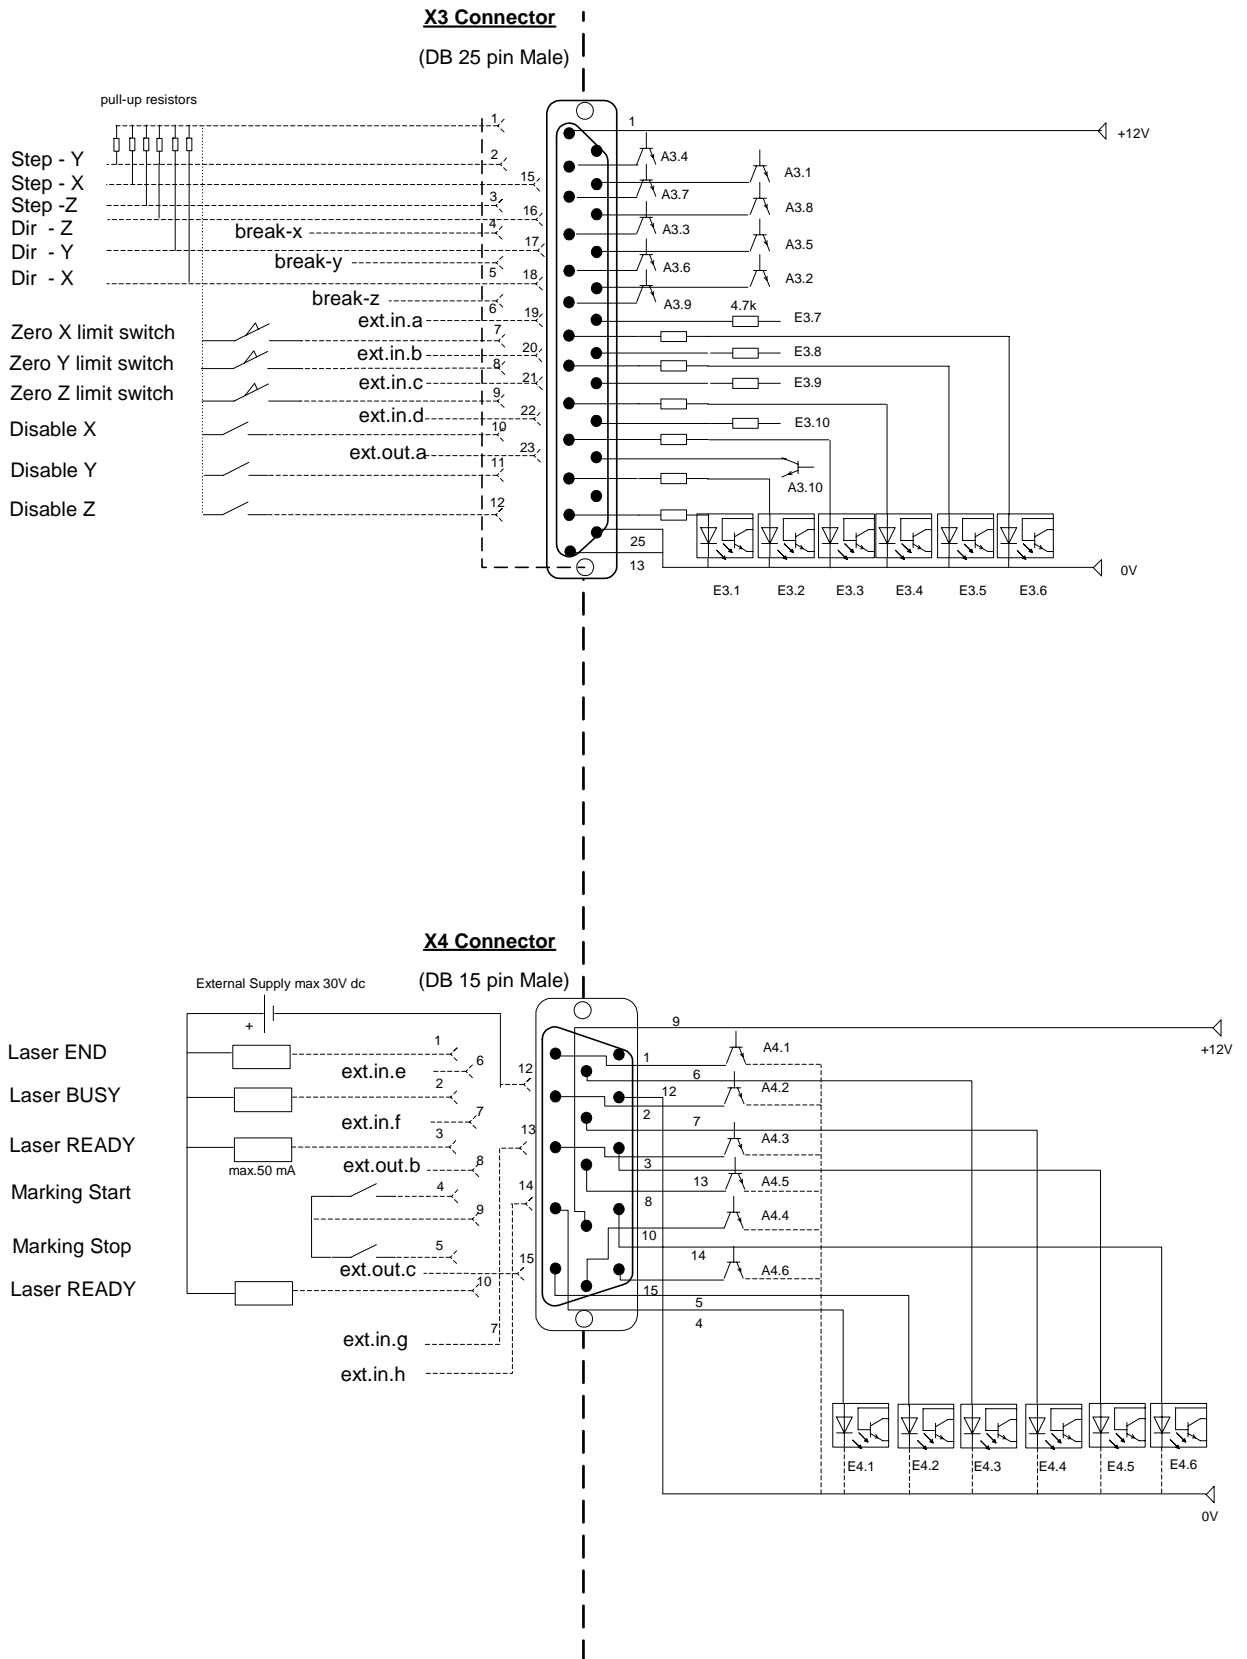 X3 Connector
(DB 25 pin Male)
pull-up resistors
1
1
+12V
Step - Y
2
A3.4
A3.1
Step - X
15
A3.7
Step -Z
3
A3.8
16
Dir - Z
break-x
4
A3.3
Dir - Y
17
A3.5
break-y
A3.6
Dir - X
5
18
A3.2
break-z
A3.9
4.7k
6
ext.in.a
19
E3.7
Zero X limit switch
7
ext.in.b
20
E3.8
Zero Y limit switch
8
ext.in.c
21
E3.9
Zero Z limit switch
9
ext.in.d
22
E3.10
Disable X
10
ext.out.a
23
Disable Y
11
A3.10
Disable Z
12
25
13
0V
E3.1
E3.2
E3.3
E3.4
E3.5
E3.6
X4 Connector
(DB 15 pin Male)
External Supply max 30V dc
+
9
+12V
Laser END
1
6
1
A4.1
ext.in.e
12
6
Laser BUSY
2
12
A4.2
ext.in.f
7
2
7
13
Laser READY
3
A4.3
max.50 mA
ext.out.b
8
3
13
A4.5
Marking Start
4
14
8
A4.4
9
10
Marking Stop
5
14
15
ext.out.c
A4.6
Laser READY
10
15
5
ext.in.g
7
4
ext.in.h
E4.1
E4.2
E4.3
E4.4
E4.5
E4.6
0V